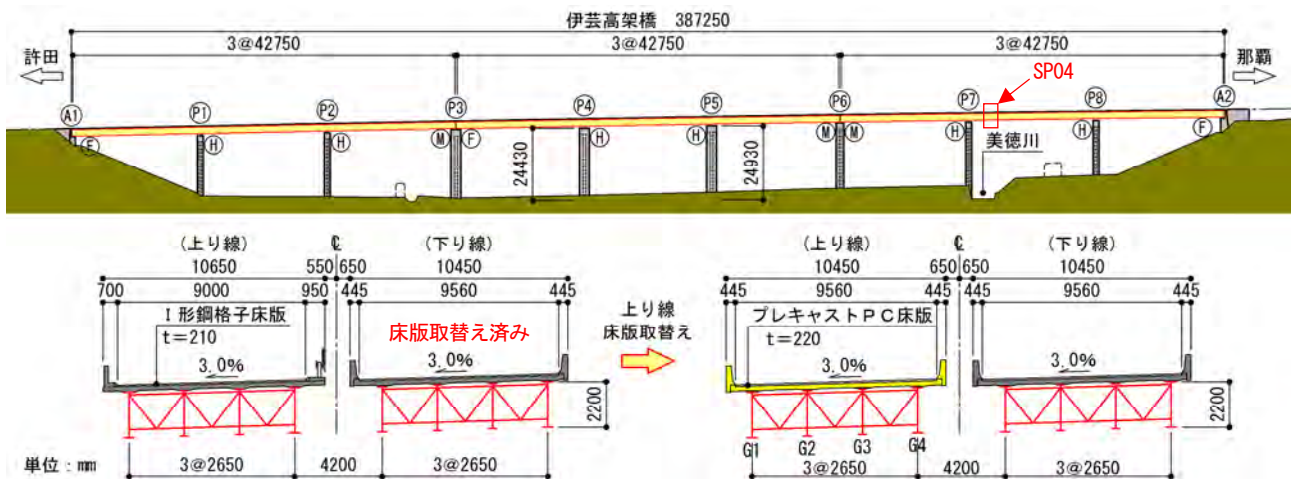 伊芸高架橋 387250
3@42750 3@42750 3@42750
許田 那覇
SP04
A1 P1 P2 P3 P4 P5 P6 P7 P8 A2
F H H M F H H M M H H F
美徳川
24430 24930
(上り線) ℄ (下り線)
10650 550 650 10450
700 9000 950 445 9560 445
I形鋼格子床版
t=210
床版取替え済み
3.0% 3.0%
2200
3@2650 4200 3@2650
単位:mm
上り線
床版取替え
(上り線) ℄ (下り線)
10450 650 650 10450
445 9560 445 445 9560 445
プレキャストPC床版
t=220
3.0% 3.0%
2200
G1 G2 G3 G4
3@2650 4200 3@2650